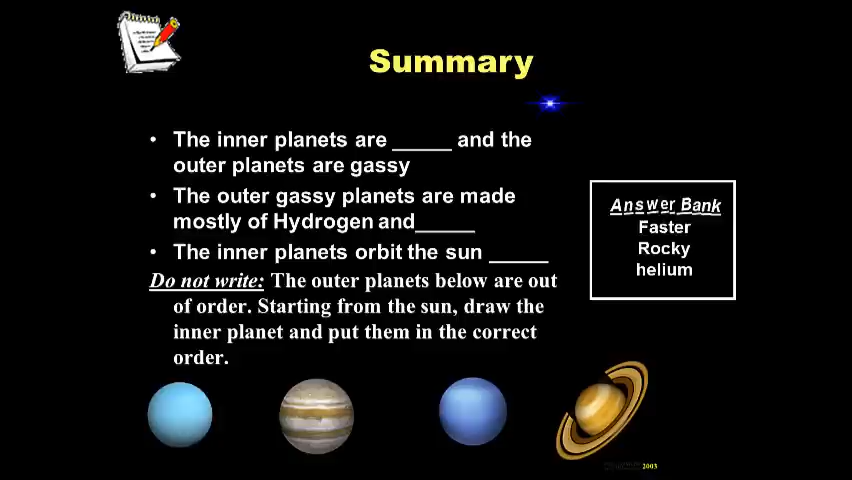 Summary
• The inner planets are _____ and the
outer planets are gassy
• The outer gassy planets are made
mostly of Hydrogen and_____
• The inner planets orbit the sun _____
Do not write: The outer planets below are out
of order. Starting from the sun, draw the
inner planet and put them in the correct
order.
Answer Bank
Faster
Rocky
helium
2003